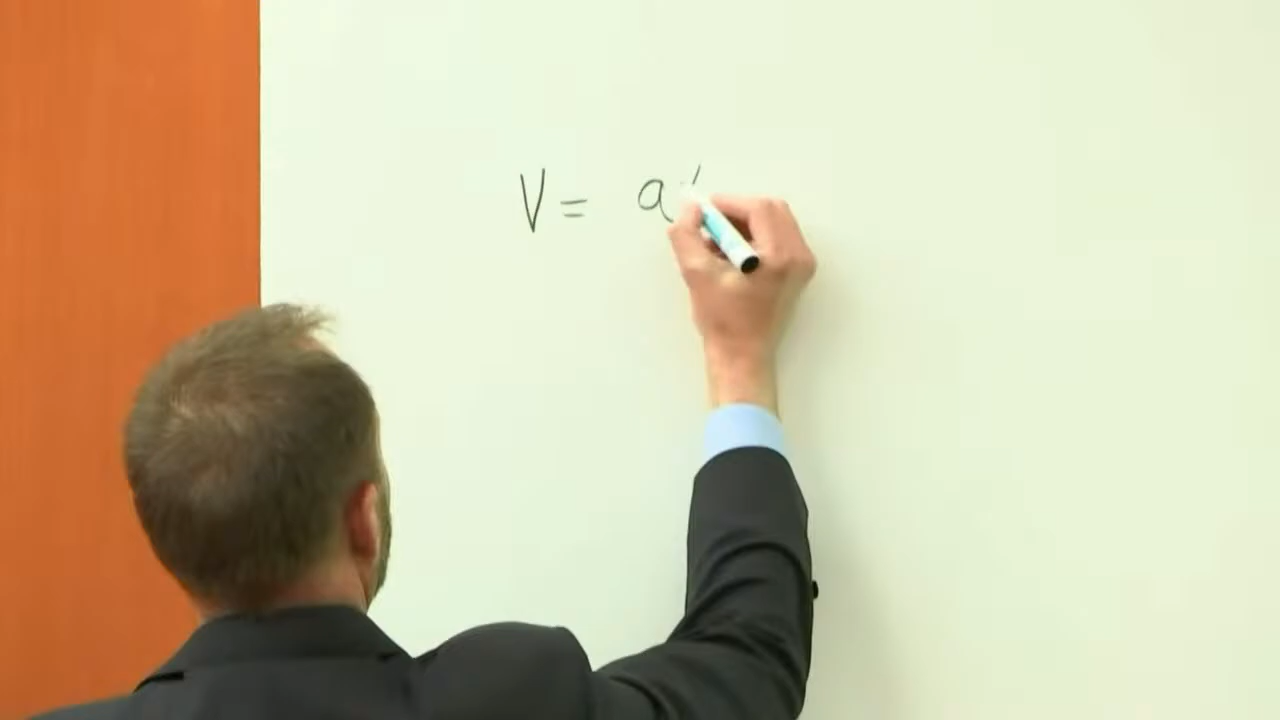 V = a